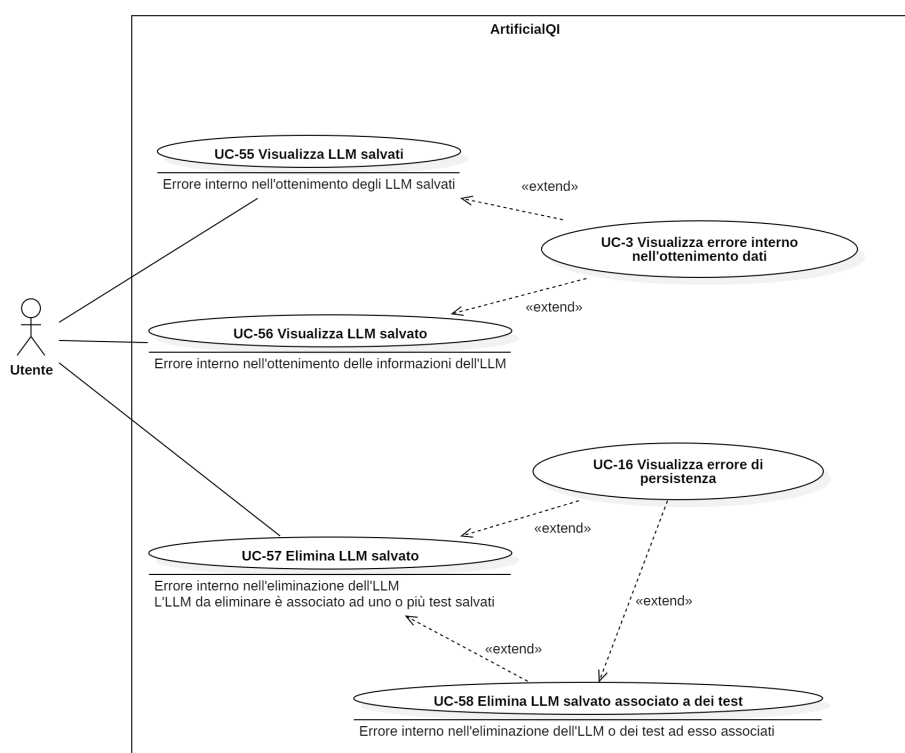 ArtificialQI
UC-55 Visualizza LLM salvati
Errore interno nell'ottenimento degli LLM salvati
«extend»
UC-3 Visualizza errore interno
nell'ottenimento dati
«extend»
UC-56 Visualizza LLM salvato
Errore interno nell'ottenimento delle informazioni dell'LLM
Utente
UC-16 Visualizza errore di
persistenza
«extend»
UC-57 Elimina LLM salvato
Errore interno nell'eliminazione dell'LLM
L'LLM da eliminare è associato ad uno o più test salvati
«extend»
«extend»
UC-58 Elimina LLM salvato associato a dei test
Errore interno nell'eliminazione dell'LLM o dei test ad esso associati